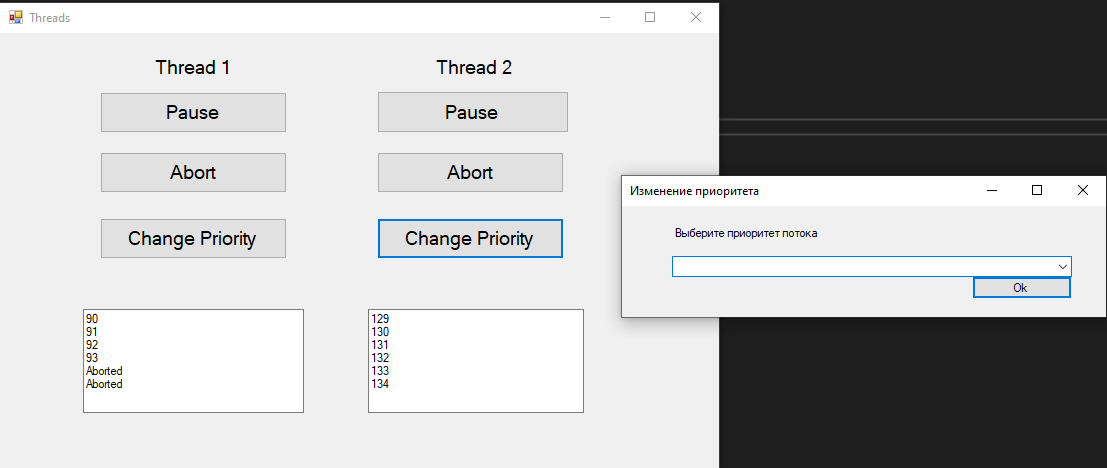 Threads
Thread 1
Thread 2
Pause
Pause
Abort
Abort
Change Priority
Change Priority
90
91
92
93
Aborted
Aborted
129
130
131
132
133
134
Изменение приоритета
Выберите приоритет потока
Ok